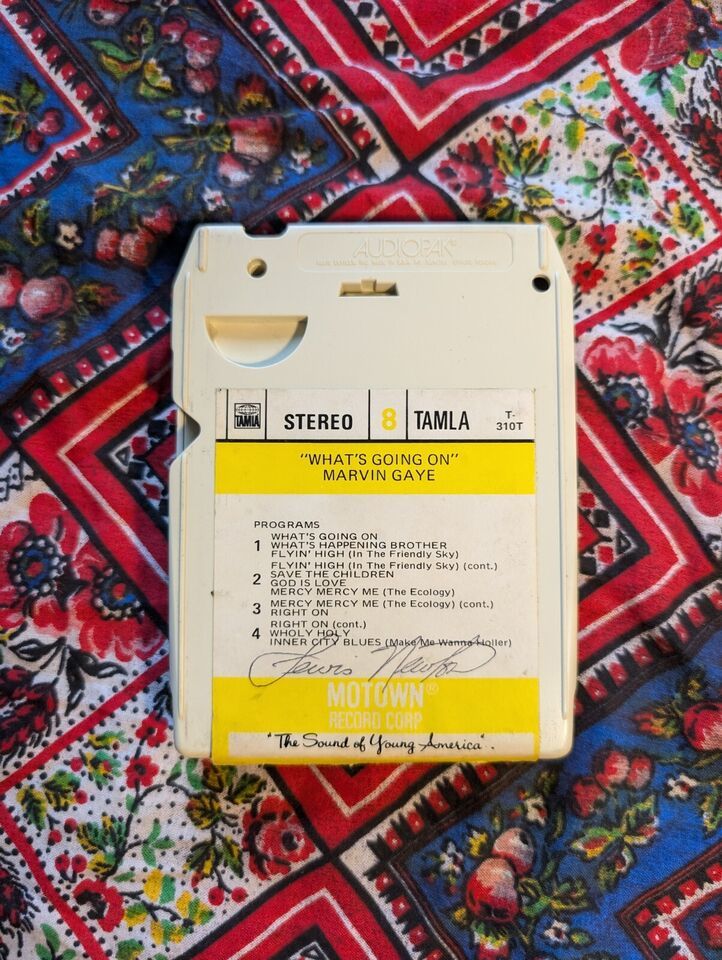 AUDIOPAK
TAMLA
STEREO
8
TAMLA
T-
310T
"WHAT'S GOING ON"
MARVIN GAYE
PROGRAMS
1
WHAT'S GOING ON
WHAT'S HAPPENING BROTHER
FLYIN' HIGH (In The Friendly Sky)
2
FLYIN' HIGH (In The Friendly Sky) (cont.)
SAVE THE CHILDREN
GOD IS LOVE
MERCY MERCY ME (The Ecology)
3
MERCY MERCY ME (The Ecology) (cont.)
RIGHT ON
4
RIGHT ON (cont.)
WHOLY HOLY
INNER CITY BLUES (Make Me Wanna Holler)
Lewis
MOTOWN®
RECORD CORP
"The Sound of Young America".